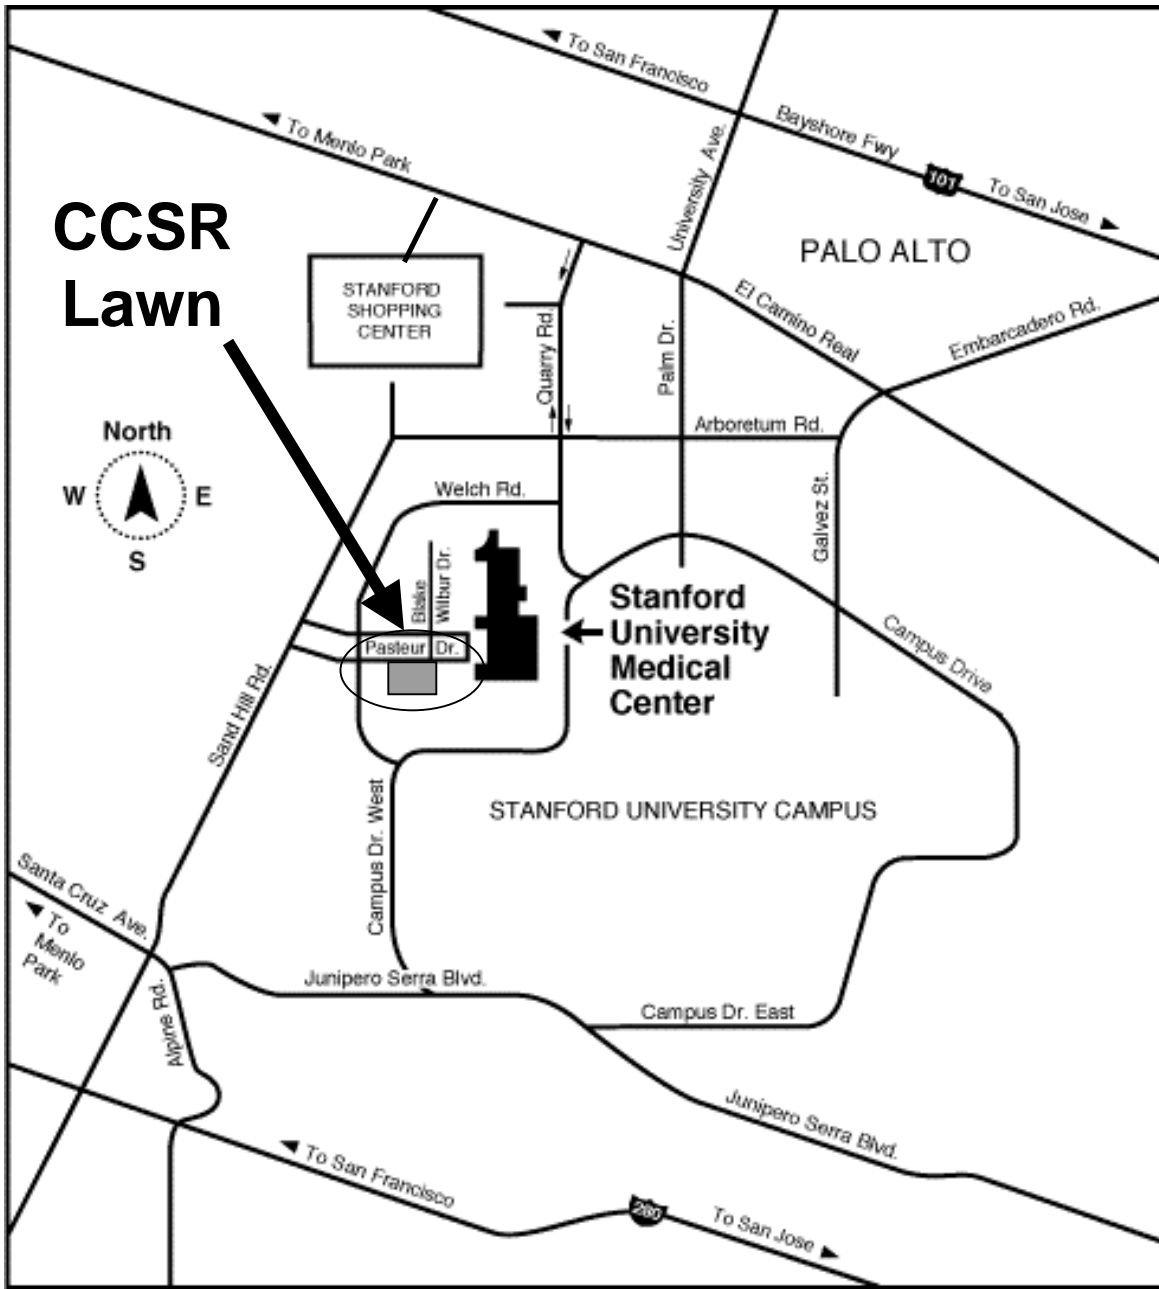 To San Francisco
To Menlo Park
Bayshore Fwy
101
To San Jose
University Ave.
CCSR
Lawn
PALO ALTO
STANFORD
SHOPPING
CENTER
El Camino Real
Embarcadero Rd.
Quarry Rd.
Palm Dr.
Arboretum Rd.
North
W
E
S
Welch Rd.
Galvez St.
Blake
Wilbur Dr.
Pasteur
Dr.
Stanford
University
Medical
Center
Campus Drive
Sand Hill Rd.
STANFORD UNIVERSITY CAMPUS
Campus Dr. West
Santa Cruz Ave.
To
Menlo
Park
Junipero Serra Blvd.
Alpine Rd.
Campus Dr. East
Junipero Serra Blvd.
To San Francisco
280
To San Jose